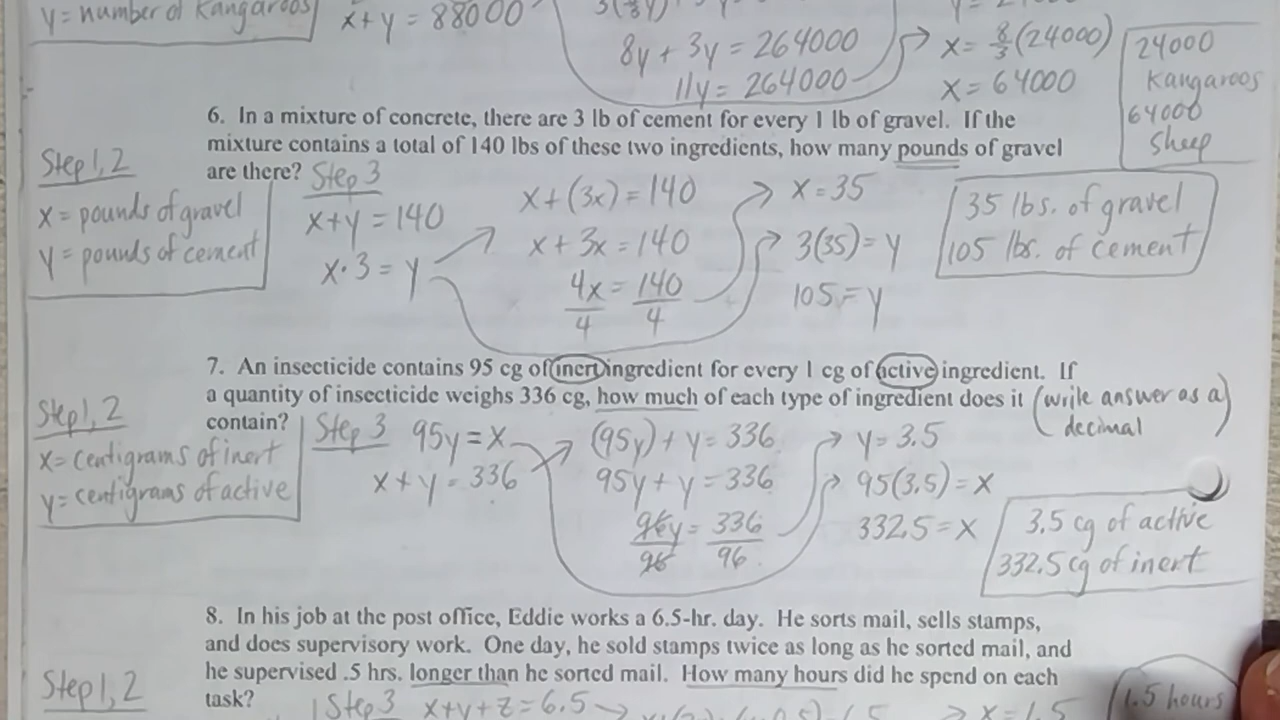 y = number of kangaroos
x + y = 88000
8y + 3y = 264000
11y = 264000
x = 8/3 (24000)
x = 64000
24000
kangaroos
64000
sheep
6. In a mixture of concrete, there are 3 lb of cement for every 1 lb of gravel. If the
mixture contains a total of 140 lbs of these two ingredients, how many pounds of gravel
are there?
Step 1, 2
x = pounds of gravel
y = pounds of cement
Step 3
x + y = 140
x · 3 = y
x + (3x) = 140
x + 3x = 140
4x = 140
4 4
x = 35
3(35) = y
105 = y
35 lbs. of gravel
105 lbs. of cement
7. An insecticide contains 95 cg of inert ingredient for every 1 cg of active ingredient. If
a quantity of insecticide weighs 336 cg, how much of each type of ingredient does it
contain?
(write answer as a
decimal)
Step 1, 2
x = centigrams of inert
y = centigrams of active
Step 3
95y = x
x + y = 336
(95y) + y = 336
95y + y = 336
96y = 336
96 96
y = 3.5
95(3.5) = x
332.5 = x
3.5 cg of active
332.5 cg of inert
8. In his job at the post office, Eddie works a 6.5-hr. day. He sorts mail, sells stamps,
and does supervisory work. One day, he sold stamps twice as long as he sorted mail, and
he supervised .5 hrs. longer than he sorted mail. How many hours did he spend on each
task?
Step 1, 2
Step 3
x + y + z = 6.5
x = 1.5
1.5 hours